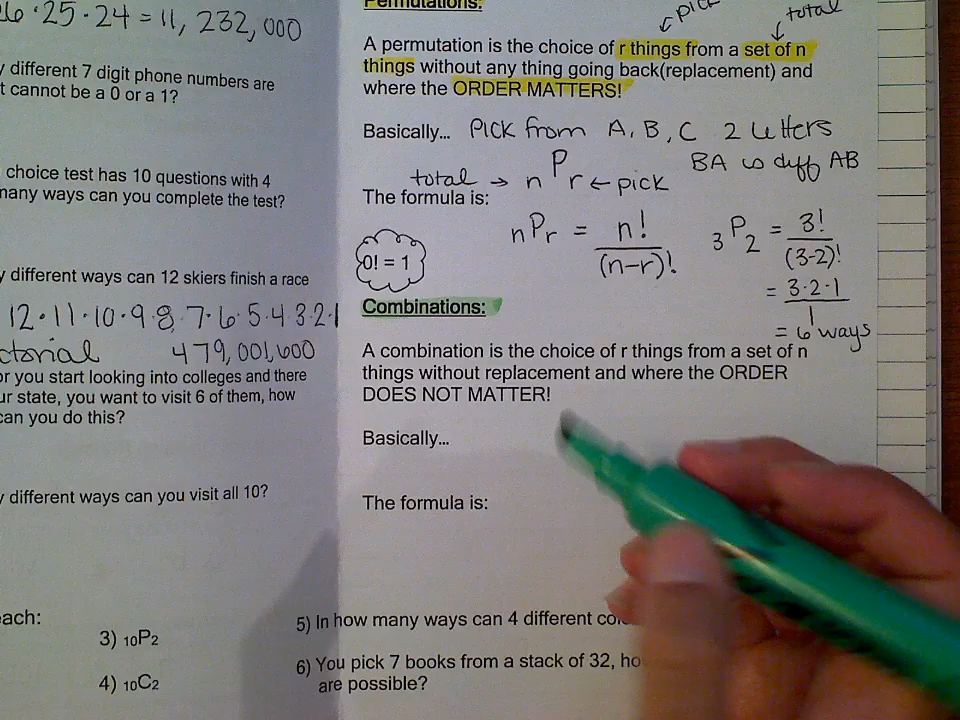 26 · 25 · 24 = 11, 232, 000
y different 7 digit phone numbers are
t cannot be a 0 or a 1?
choice test has 10 questions with 4
many ways can you complete the test?
y different ways can 12 skiers finish a race
12 · 11 · 10 · 9 · 8 · 7 · 6 · 5 · 4 · 3 · 2 · 1
ctorial 479,001,600
or you start looking into colleges and there
ur state, you want to visit 6 of them, how
can you do this?
y different ways can you visit all 10?
each:
3) ₁₀P₂
4) ₁₀C₂
Permutations:
pick
total
A permutation is the choice of r things from a set of n
things without any thing going back(replacement) and
where the ORDER MATTERS!
Basically... Pick from A, B, C 2 letters
BA is diff AB
total → n P r ← pick
The formula is:
nPr = n! / (n-r)!
₃P₂ = 3! / (3-2)!
= 3·2·1 / 1
= 6 ways
0! = 1
Combinations:
A combination is the choice of r things from a set of n
things without replacement and where the ORDER
DOES NOT MATTER!
Basically...
The formula is:
5) In how many ways can 4 different
6) You pick 7 books from a stack of 32,
are possible?